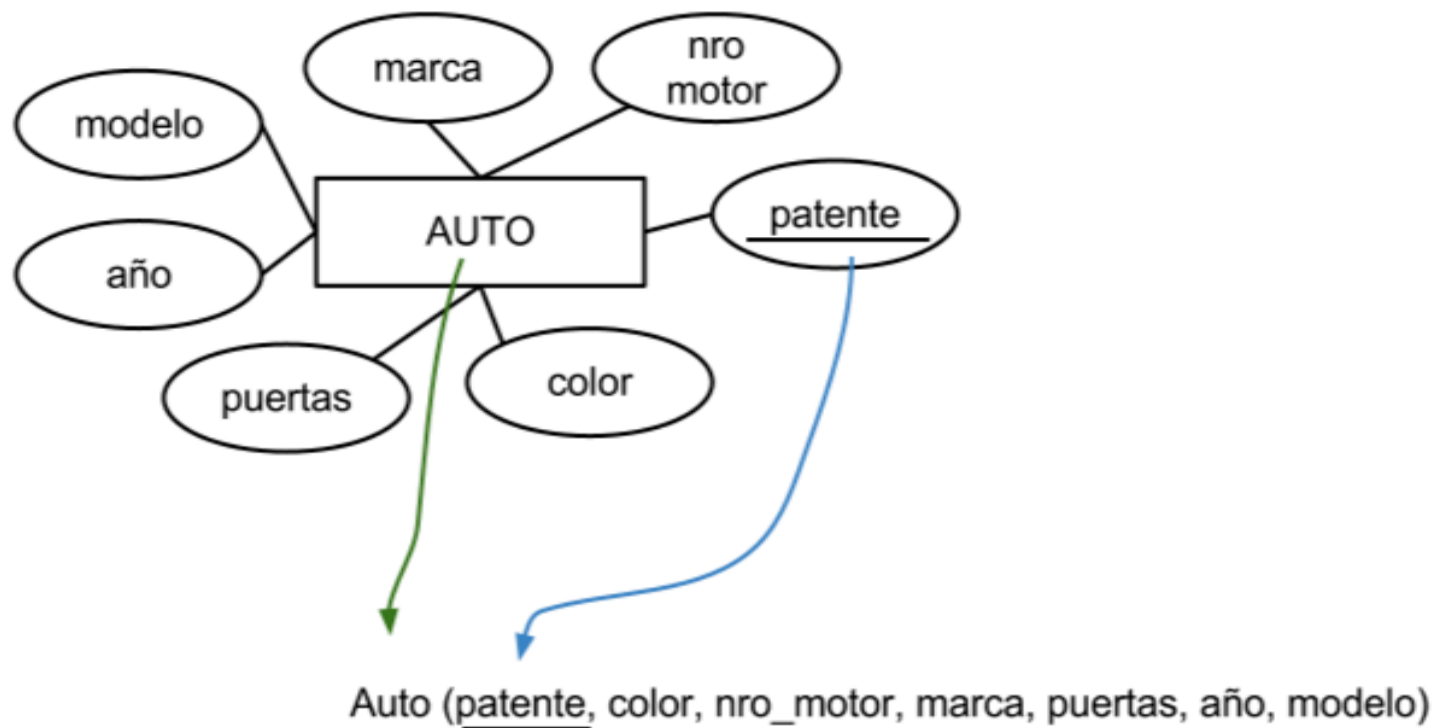 marca
nro
motor
modelo
patente
AUTO
año
color
puertas
Auto (patente, color, nro_motor, marca, puertas, año, modelo)